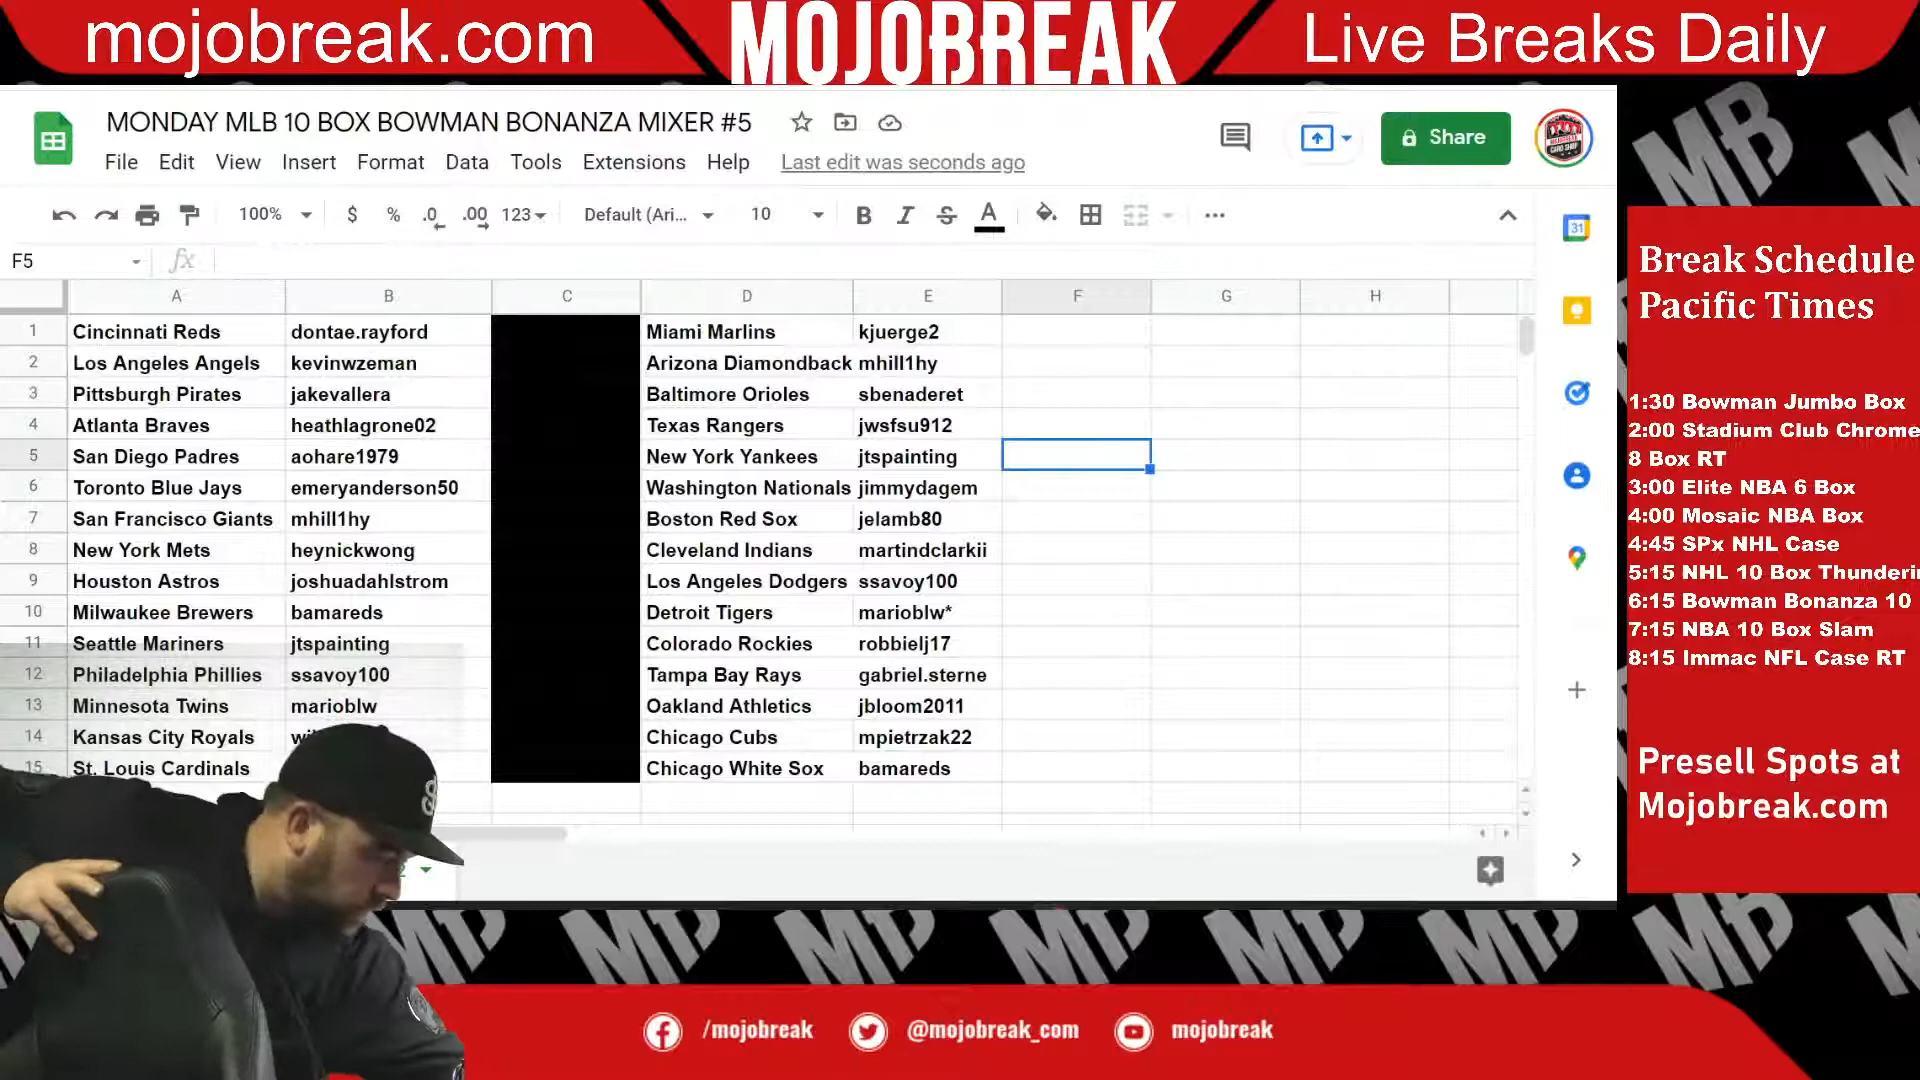 mojobreak.com
MOJOBREAK
Live Breaks Daily
MONDAY MLB 10 BOX BOWMAN BONANZA MIXER #5
File Edit View Insert Format Data Tools Extensions Help Last edit was seconds ago
Share
100% $ % .0 .00 123 Default (Ari... 10 B I S A
F5 fx
A B C D E F G H
1 Cincinnati Reds dontae.rayford Miami Marlins kjuerge2
2 Los Angeles Angels kevinwzeman Arizona Diamondback mhill1hy
3 Pittsburgh Pirates jakevallera Baltimore Orioles sbenaderet
4 Atlanta Braves heathlagrone02 Texas Rangers jwsfsu912
5 San Diego Padres aohare1979 New York Yankees jtspainting
6 Toronto Blue Jays emeryanderson50 Washington Nationals jimmydagem
7 San Francisco Giants mhill1hy Boston Red Sox jelamb80
8 New York Mets heynickwong Cleveland Indians martindclarkii
9 Houston Astros joshuadahlstrom Los Angeles Dodgers ssavoy100
10 Milwaukee Brewers bamareds Detroit Tigers marioblw*
11 Seattle Mariners jtspainting Colorado Rockies robbielj17
12 Philadelphia Phillies ssavoy100 Tampa Bay Rays gabriel.sterne
13 Minnesota Twins marioblw Oakland Athletics jbloom2011
14 Kansas City Royals Chicago Cubs mpietrzak22
15 St. Louis Cardinals Chicago White Sox bamareds
Break Schedule
Pacific Times
1:30 Bowman Jumbo Box
2:00 Stadium Club Chrome
8 Box RT
3:00 Elite NBA 6 Box
4:00 Mosaic NBA Box
4:45 SPx NHL Case
5:15 NHL 10 Box Thunderi
6:15 Bowman Bonanza 10
7:15 NBA 10 Box Slam
8:15 Immac NFL Case RT
Presell Spots at
Mojobreak.com
/mojobreak @mojobreak_com mojobreak